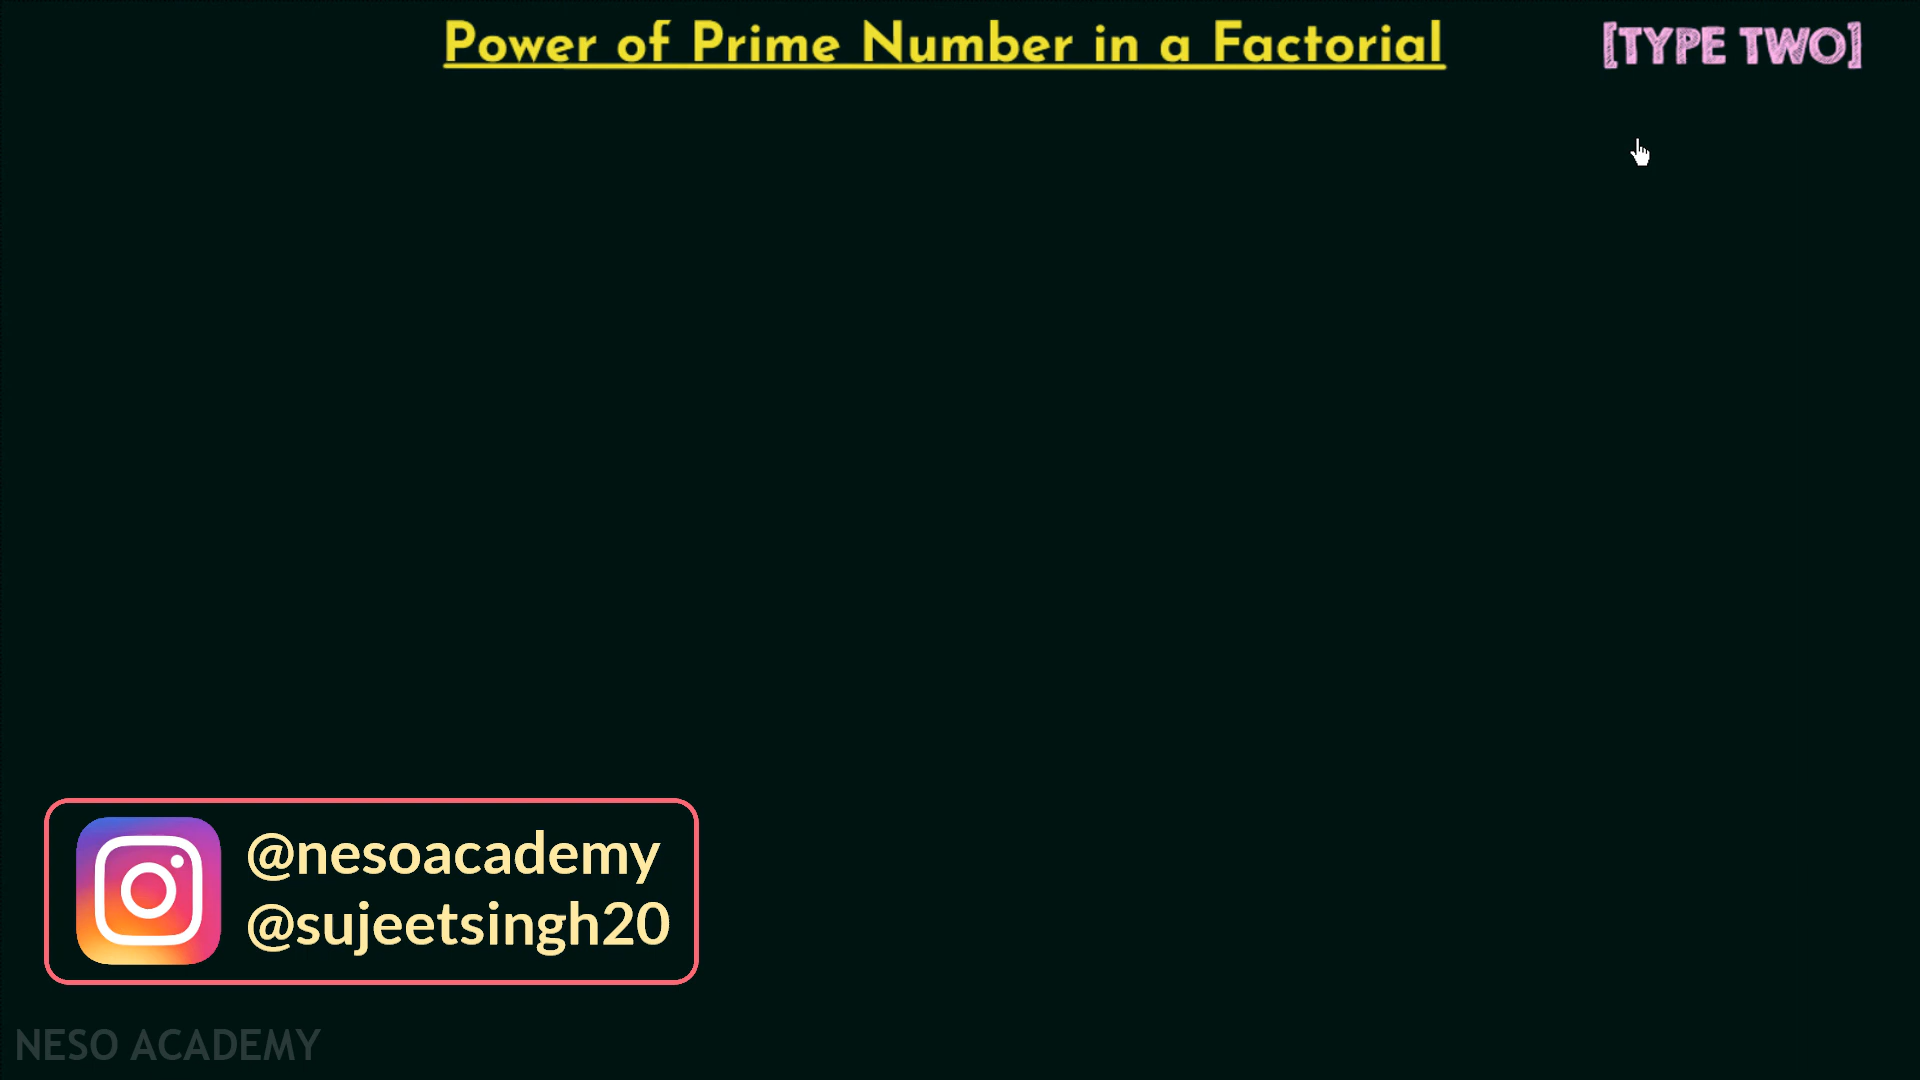 Power of Prime Number in a Factorial
[TYPE TWO]
@nesoacademy
@sujeetsingh20
NESO ACADEMY